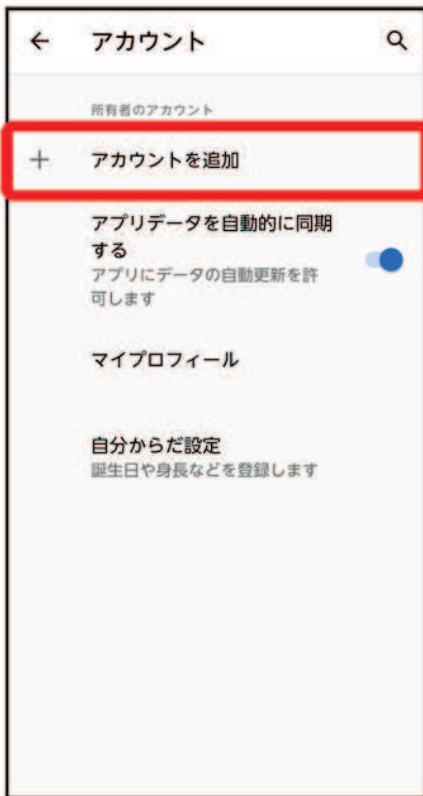 アカウント
所有者のアカウント
アカウントを追加
アプリデータを自動的に同期
する
アプリにデータの自動更新を許
可します
マイプロフィール
自分からだ設定
誕生日や身長などを登録します